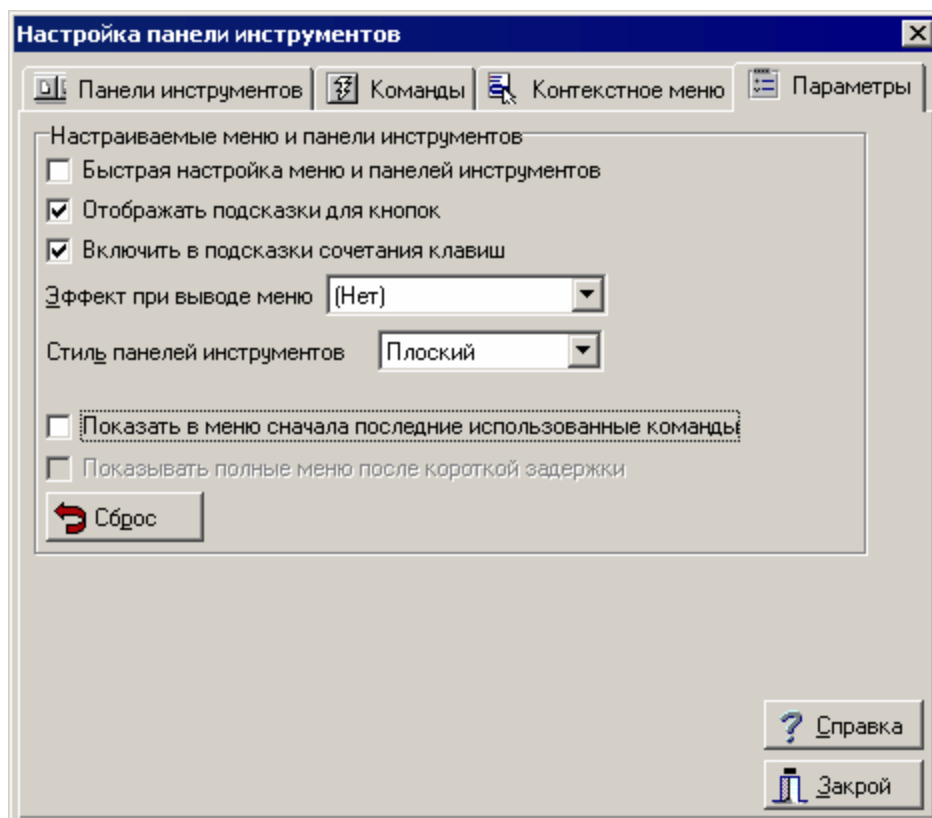 Настройка панели инструментов
Панели инструментов Команды Контекстное меню Параметры
Настраиваемые меню и панели инструментов
Быстрая настройка меню и панелей инструментов
Отображать подсказки для кнопок
Включить в подсказки сочетания клавиш
Эффект при выводе меню (Нет)
Стиль панелей инструментов Плоский
Показать в меню сначала последние использованные команды
Показывать полные меню после короткой задержки
Сброс
Справка
Закрой